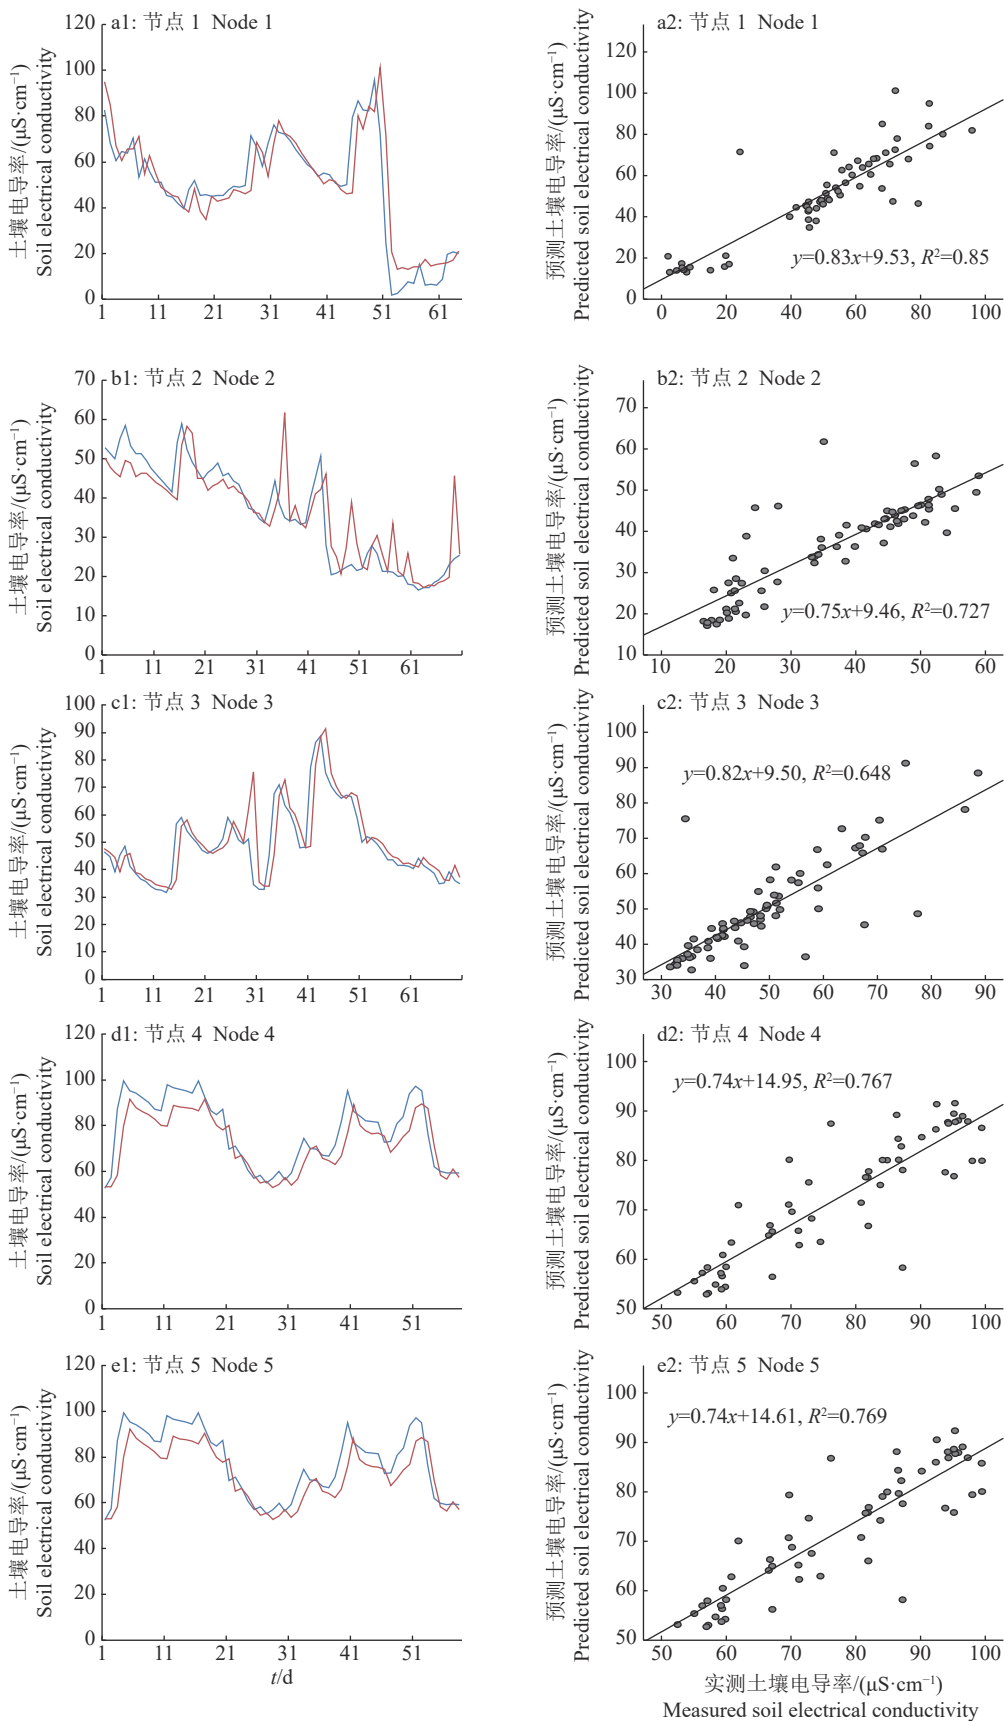 a1: 节点 1 Node 1
土壤电导率/(μS·cm⁻¹)
Soil electrical conductivity
120
100
80
60
40
20
0
1 11 21 31 41 51 61
a2: 节点 1 Node 1
预测土壤电导率/(μS·cm⁻¹)
Predicted soil electrical conductivity
120
100
80
60
40
20
0
y=0.83x+9.53, R²=0.85
0 20 40 60 80 100
b1: 节点 2 Node 2
土壤电导率/(μS·cm⁻¹)
Soil electrical conductivity
70
60
50
40
30
20
10
0
1 11 21 31 41 51 61
b2: 节点 2 Node 2
预测土壤电导率/(μS·cm⁻¹)
Predicted soil electrical conductivity
70
60
50
40
30
20
10
y=0.75x+9.46, R²=0.727
10 20 30 40 50 60
c1: 节点 3 Node 3
土壤电导率/(μS·cm⁻¹)
Soil electrical conductivity
100
90
80
70
60
50
40
30
20
10
0
1 11 21 31 41 51 61
c2: 节点 3 Node 3
预测土壤电导率/(μS·cm⁻¹)
Predicted soil electrical conductivity
100
90
80
70
60
50
40
30
y=0.82x+9.50, R²=0.648
30 40 50 60 70 80 90
d1: 节点 4 Node 4
土壤电导率/(μS·cm⁻¹)
Soil electrical conductivity
120
100
80
60
40
20
0
1 11 21 31 41 51
d2: 节点 4 Node 4
预测土壤电导率/(μS·cm⁻¹)
Predicted soil electrical conductivity
100
90
80
70
60
50
y=0.74x+14.95, R²=0.767
50 60 70 80 90 100
e1: 节点 5 Node 5
土壤电导率/(μS·cm⁻¹)
Soil electrical conductivity
120
100
80
60
40
20
0
1 11 21 31 41 51
t/d
e2: 节点 5 Node 5
预测土壤电导率/(μS·cm⁻¹)
Predicted soil electrical conductivity
100
90
80
70
60
50
y=0.74x+14.61, R²=0.769
50 60 70 80 90 100
实测土壤电导率/(μS·cm⁻¹)
Measured soil electrical conductivity